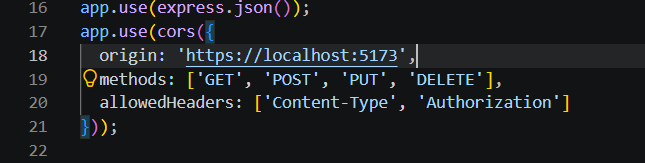 16 app.use(express.json());
17 app.use(cors({
18 origin: 'https://localhost:5173',
19 methods: ['GET', 'POST', 'PUT', 'DELETE'],
20 allowedHeaders: ['Content-Type', 'Authorization']
21 }));
22